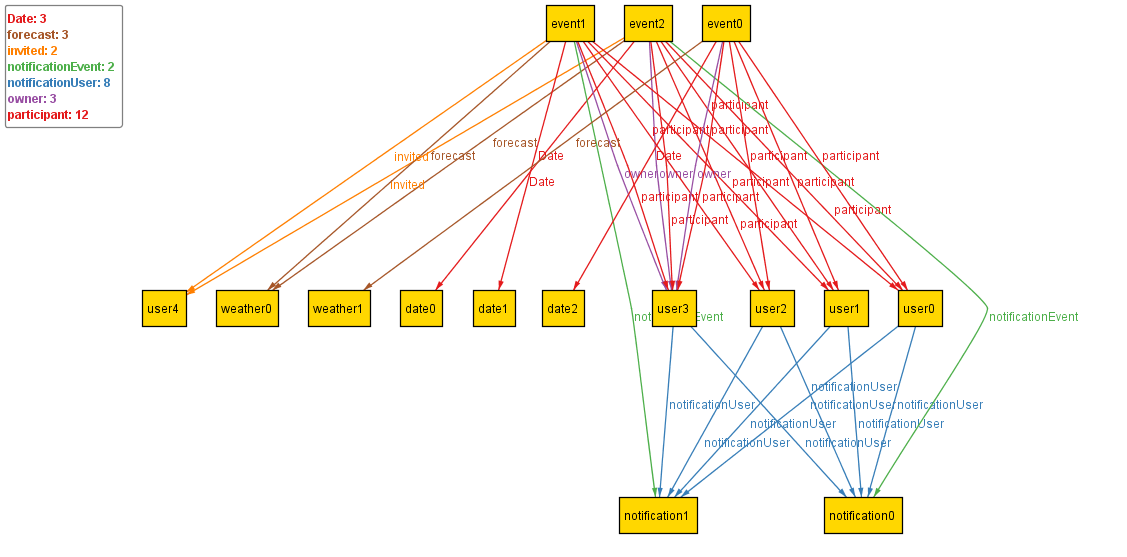 Date: 3
forecast: 3
invited: 2
notificationEvent: 2
notificationUser: 8
owner: 3
participant: 12
event1
event2
event0
participant
participant participant
forecast
forecast
invited forecast
Date
Date
participant
participant
invited
Date
owner owner owner
participant
participant
participant participant
participant
participant
participant
user4
weather0
weather1
date0
date1
date2
user3
user2
user1
user0
notificationEvent
notificationUser
notificationUser
notificationUser
notificationUser
notificationUser
notificationUser
notificationUser
notificationUser
notification1
notification0